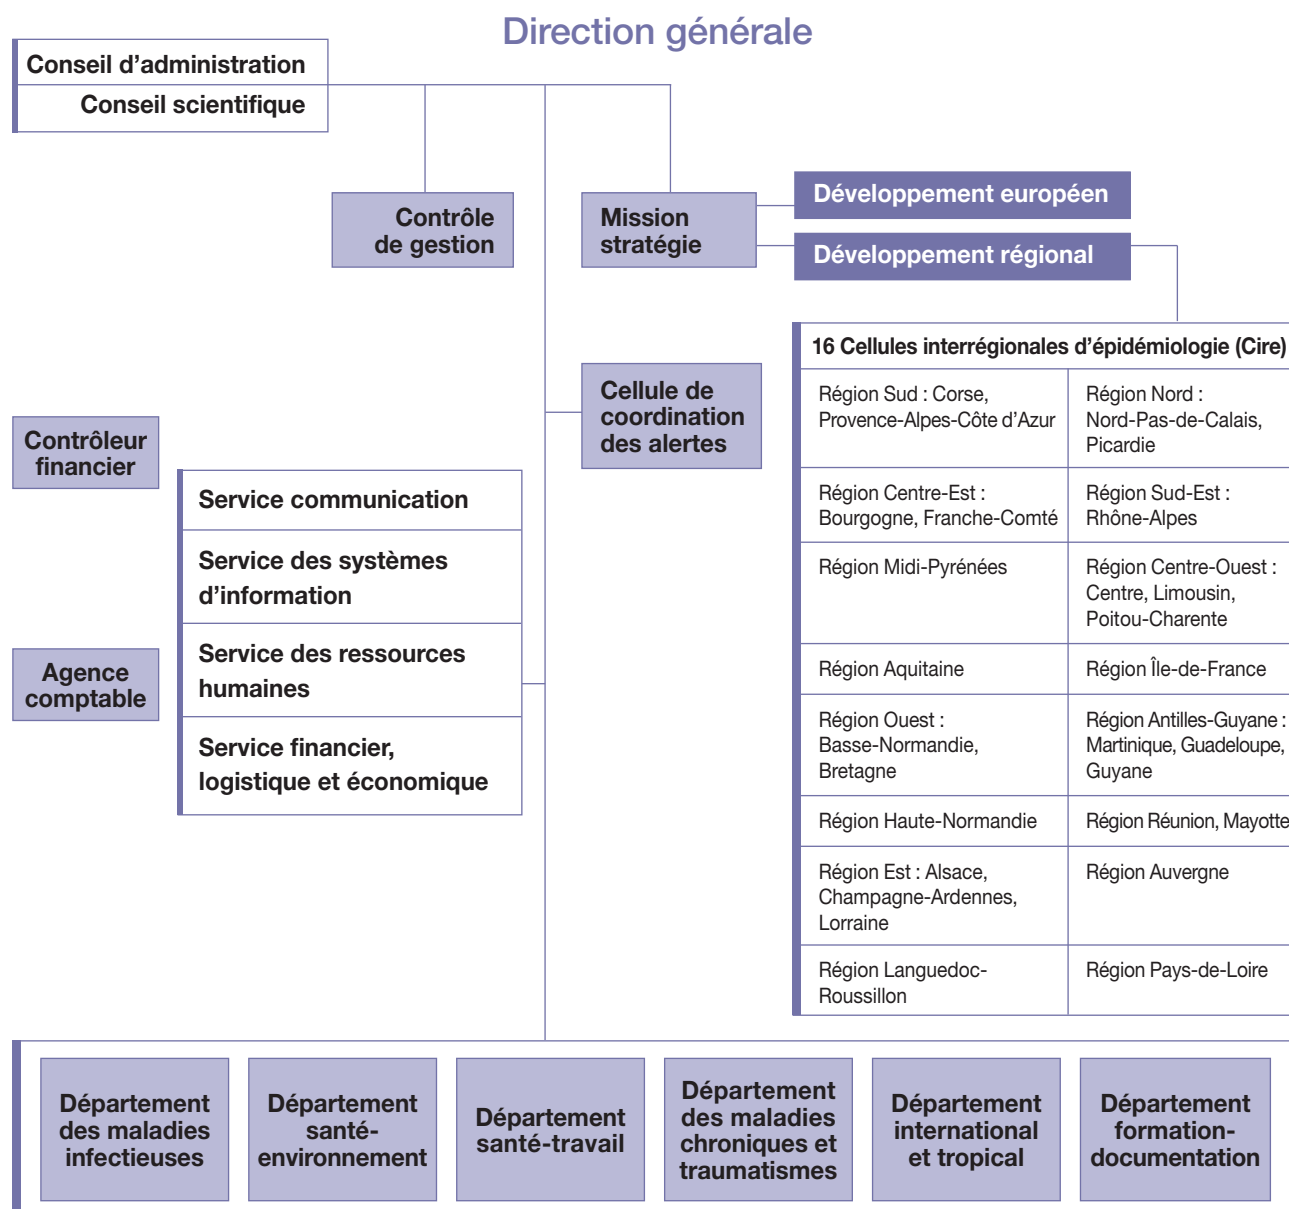 Direction générale
Conseil d’administration
Conseil scientifique
Contrôle
de gestion
Mission
stratégie
Développement européen
Développement régional
16 Cellules interrégionales d’épidémiologie (Cire)
Région Sud : Corse,
Provence-Alpes-Côte d’Azur
Région Nord :
Nord-Pas-de-Calais,
Picardie
Région Centre-Est :
Bourgogne, Franche-Comté
Région Sud-Est :
Rhône-Alpes
Région Midi-Pyrénées
Région Centre-Ouest :
Centre, Limousin,
Poitou-Charente
Région Aquitaine
Région Île-de-France
Région Ouest :
Basse-Normandie,
Bretagne
Région Antilles-Guyane :
Martinique, Guadeloupe,
Guyane
Région Haute-Normandie
Région Réunion, Mayotte
Région Est : Alsace,
Champagne-Ardennes,
Lorraine
Région Auvergne
Région Languedoc-
Roussillon
Région Pays-de-Loire
Cellule de
coordination
des alertes
Contrôleur
financier
Agence
comptable
Service communication
Service des systèmes
d’information
Service des ressources
humaines
Service financier,
logistique et économique
Département
des maladies
infectieuses
Département
santé-
environnement
Département
santé-travail
Département
des maladies
chroniques et
traumatismes
Département
international
et tropical
Département
formation-
documentation